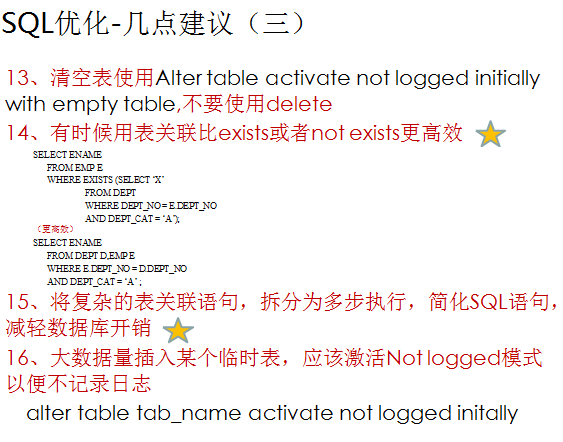 SQL优化-几点建议（三）
13、清空表使用Alter table activate not logged initially
with empty table,不要使用delete
14、有时候用表关联比exists或者not exists更高效
SELECT ENAME
FROM EMP E
WHERE EXISTS (SELECT 'X'
FROM DEPT
WHERE DEPT_NO = E.DEPT_NO
AND DEPT_CAT = 'A');
（更高效）
SELECT ENAME
FROM DEPT D,EMP E
WHERE E.DEPT_NO = D.DEPT_NO
AND DEPT_CAT = 'A' ;
15、将复杂的表关联语句，拆分为多步执行，简化SQL语句，
减轻数据库开销
16、大数据量插入某个临时表，应该激活Not logged模式
以便不记录日志
alter table tab_name activate not logged initally